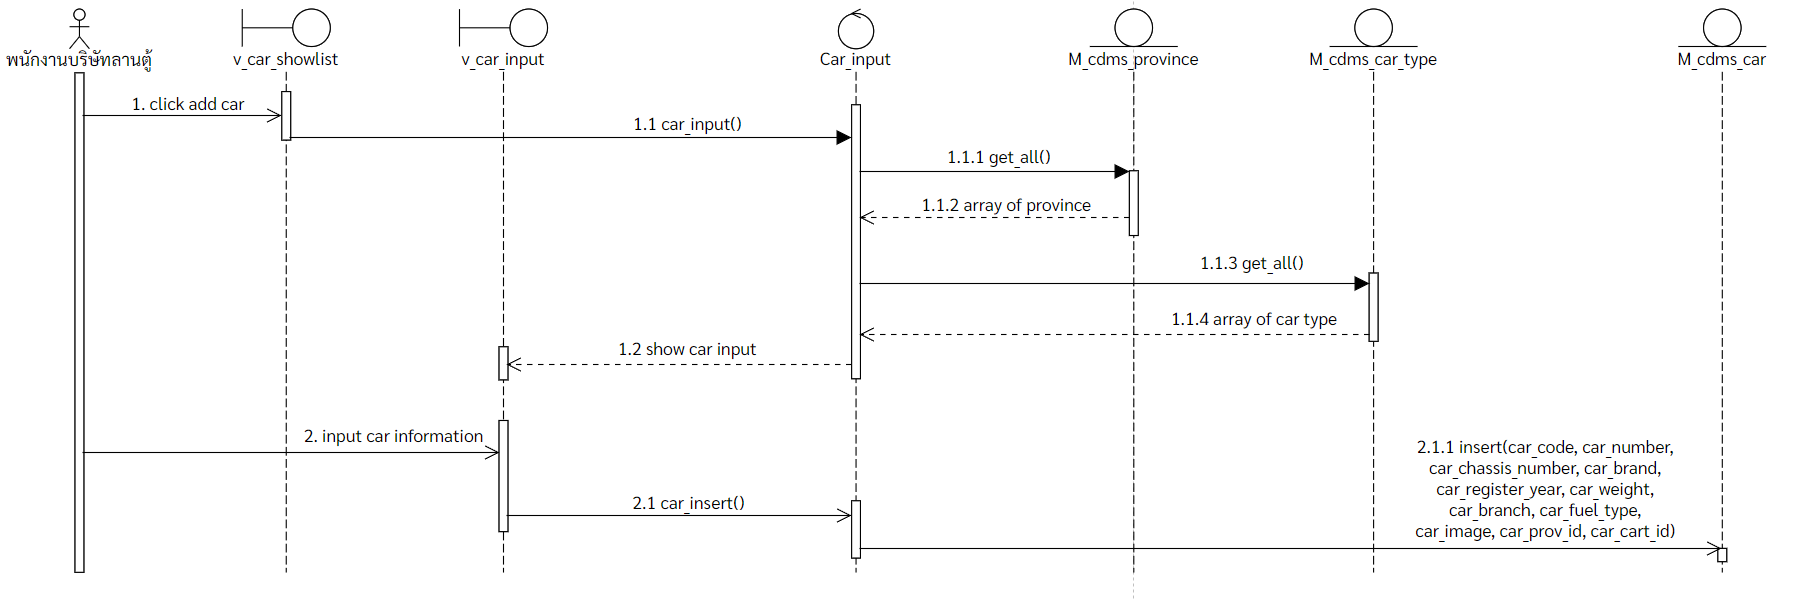 พนักงานบริษัทลานตู้
v_car_showlist
v_car_input
Car_input
M_cdms_province
M_cdms_car_type
M_cdms_car
1. click add car
1.1 car_input()
1.1.1 get_all()
1.1.2 array of province
1.1.3 get_all()
1.1.4 array of car type
1.2 show car input
2. input car information
2.1 car_insert()
2.1.1 insert(car_code, car_number,
car_chassis_number, car_brand,
car_register_year, car_weight,
car_branch, car_fuel_type,
car_image, car_prov_id, car_cart_id)